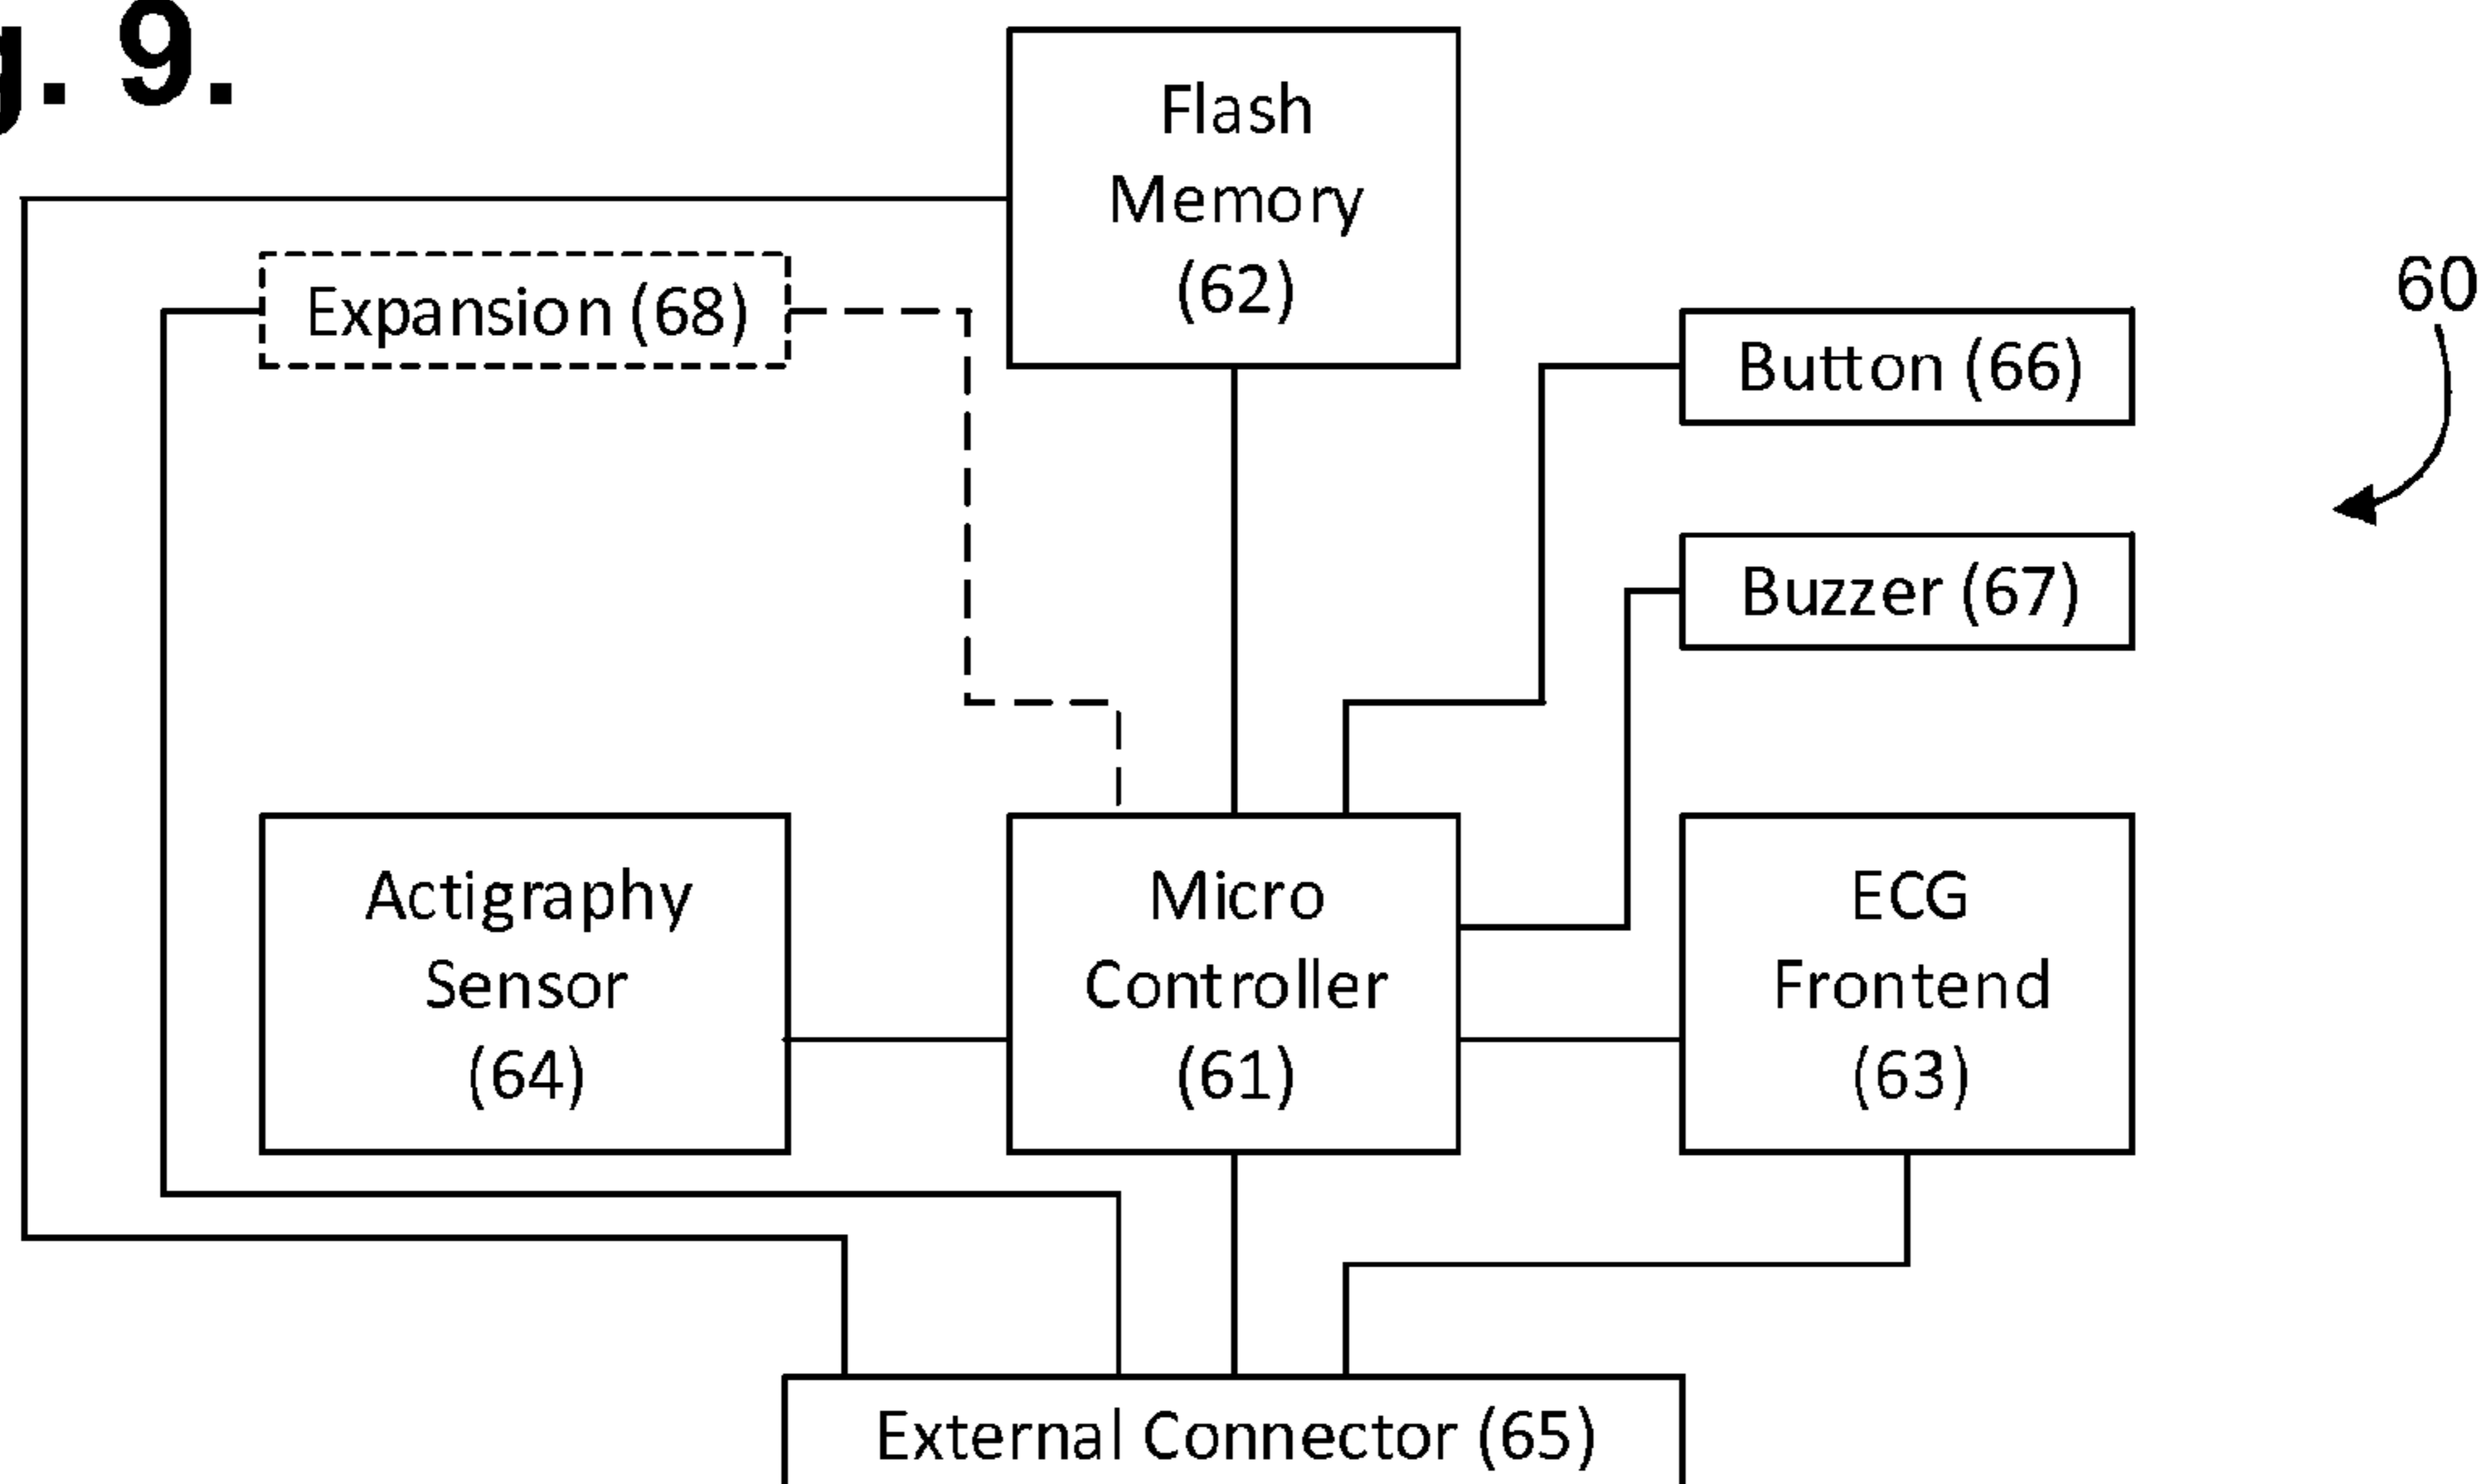 g. 9.
Flash
Memory
(62)
Expansion (68)
60
Button (66)
Buzzer (67)
Actigraphy
Sensor
(64)
Micro
Controller
(61)
ECG
Frontend
(63)
External Connector (65)